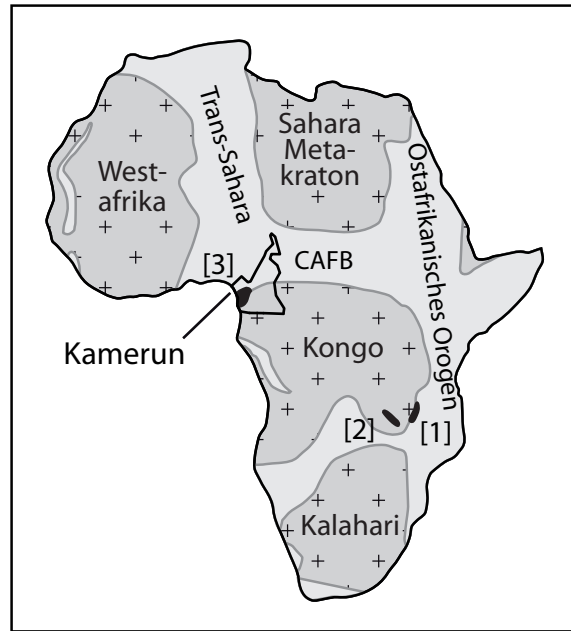 Trans-Sahara
Sahara
Meta-
kraton
Ostafrikanisches Orogen
West-
afrika
[3]
CAFB
Kamerun
Kongo
[2]
[1]
Kalahari